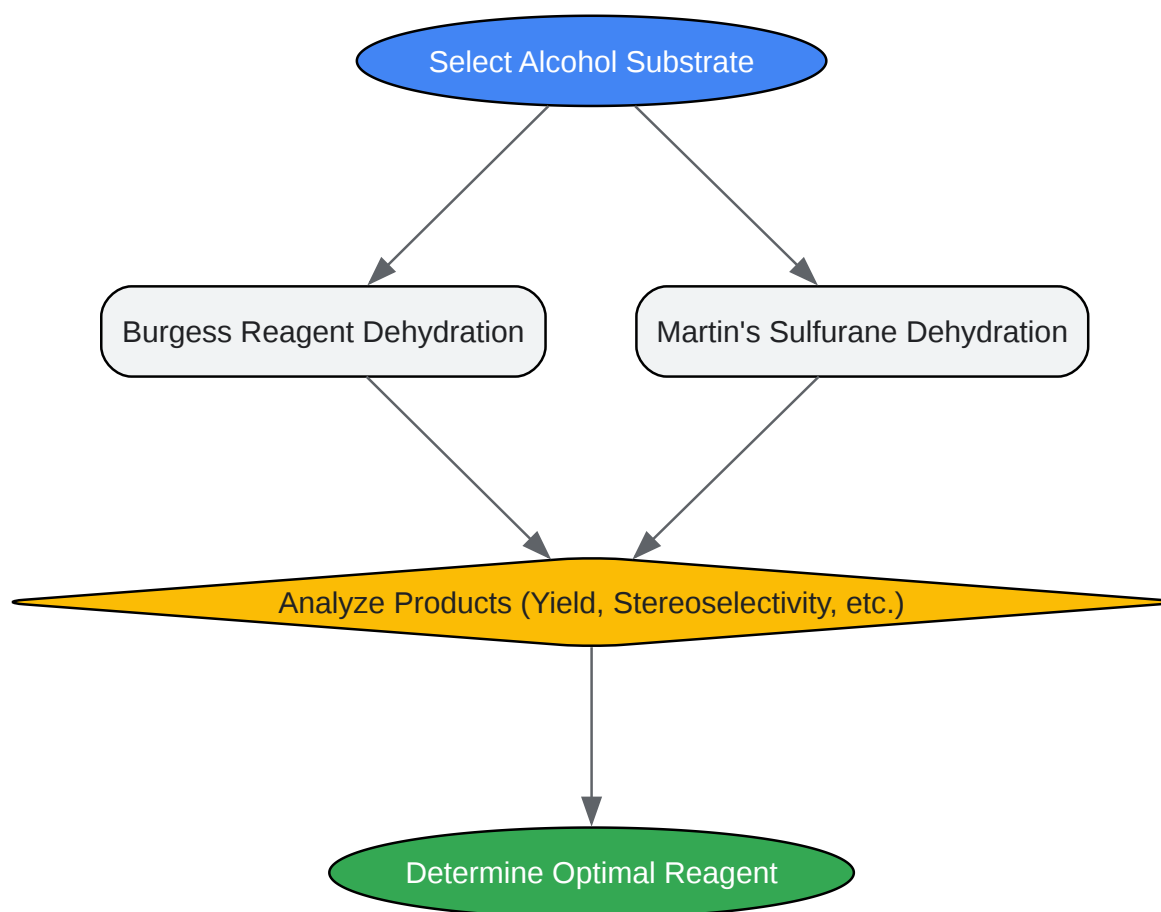 Select Alcohol Substrate
Burgess Reagent Dehydration
Martin's Sulfurane Dehydration
Analyze Products (Yield, Stereoselectivity, etc.)
Determine Optimal Reagent